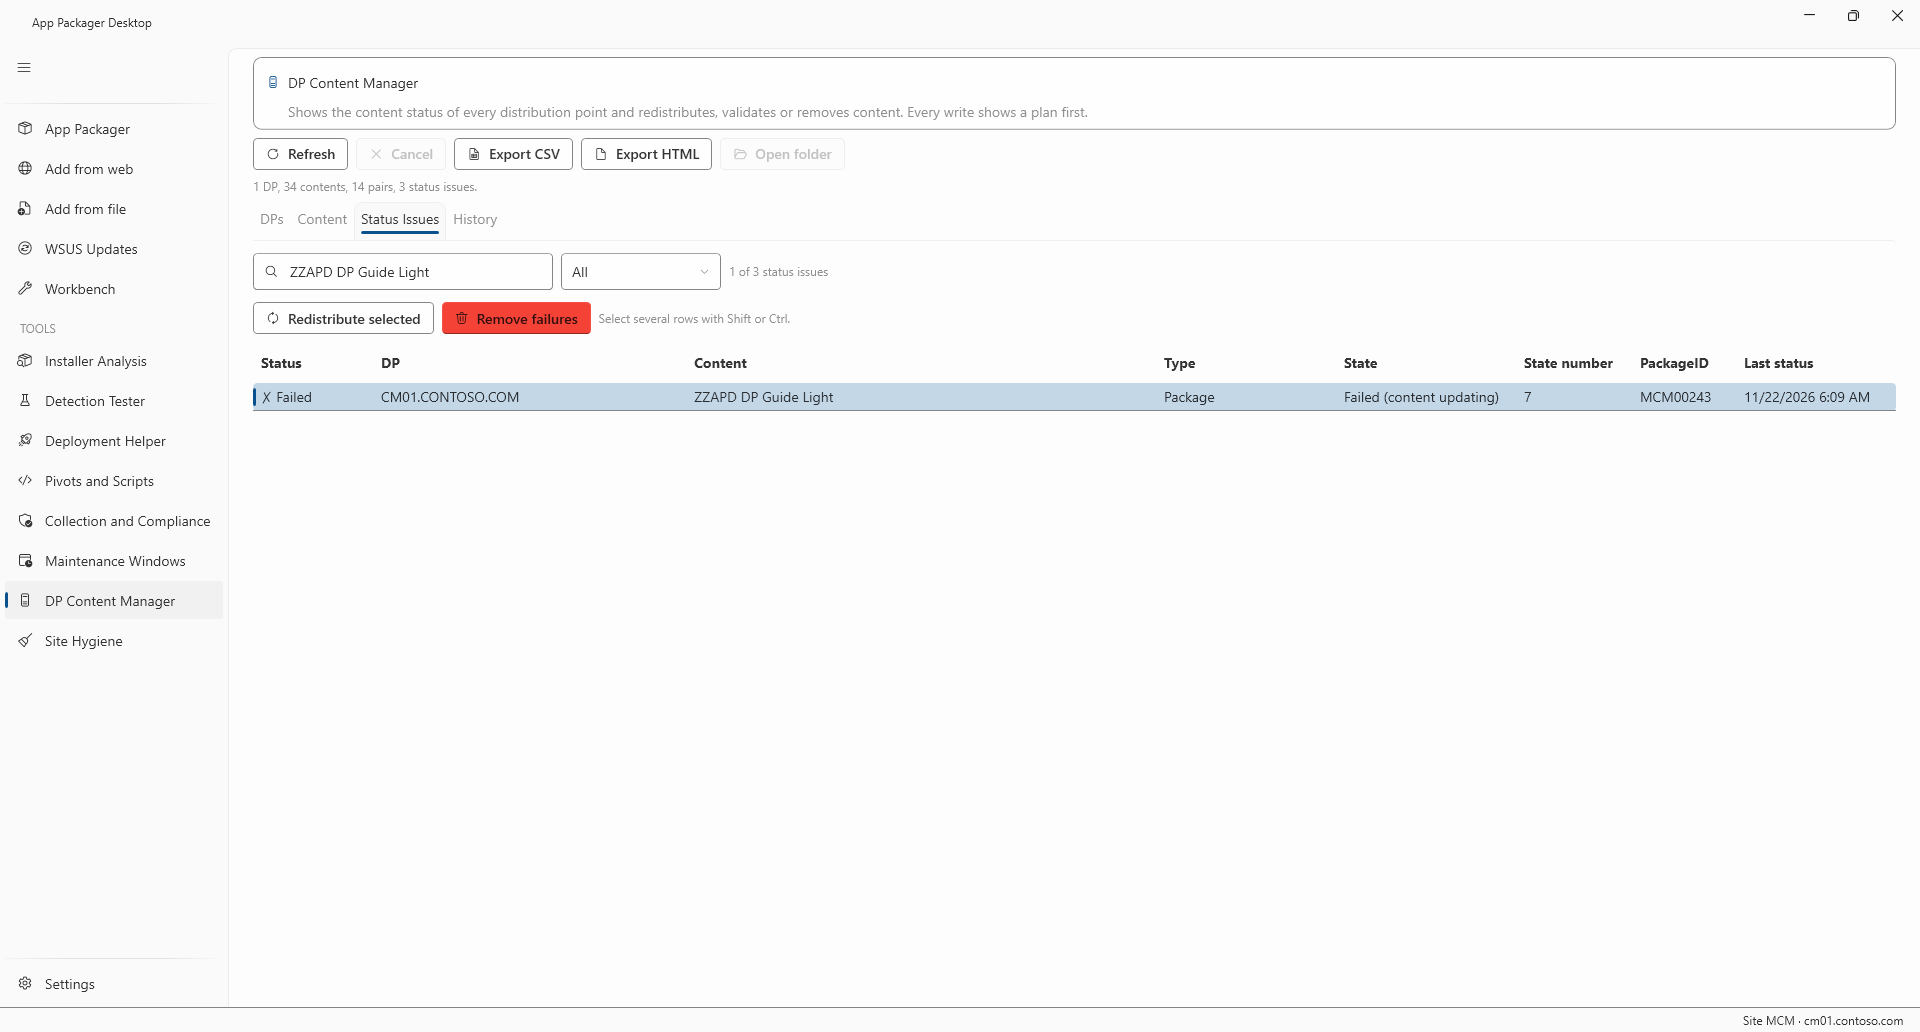 App Packager Desktop
DP Content Manager
Shows the content status of every distribution point and redistributes, validates or removes content. Every write shows a plan first.
App Packager
Add from web
Add from file
WSUS Updates
Workbench
TOOLS
Installer Analysis
Detection Tester
Deployment Helper
Pivots and Scripts
Collection and Compliance
Maintenance Windows
DP Content Manager
Site Hygiene
Settings
Refresh Cancel Export CSV Export HTML Open folder
1 DP, 34 contents, 14 pairs, 3 status issues.
DPs Content Status Issues History
ZZAPD DP Guide Light All 1 of 3 status issues
Redistribute selected Remove failures Select several rows with Shift or Ctrl.
Status DP Content Type State State number PackageID Last status
X Failed CM01.CONTOSO.COM ZZAPD DP Guide Light Package Failed (content updating) 7 MCM00243 11/22/2026 6:09 AM
Site MCM · cm01.contoso.com